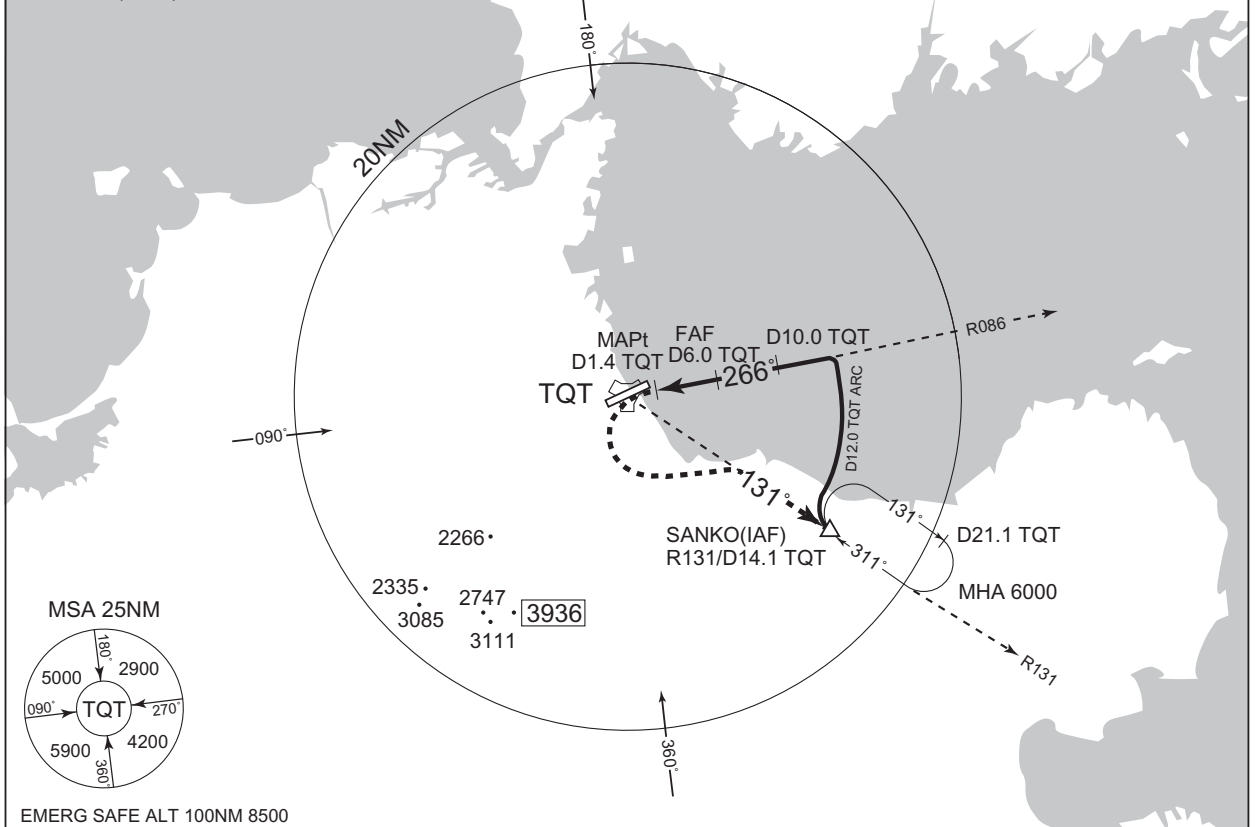 180°
20NM
R086
D10.0 TQT
FAF
D6.0 TQT
MAPt
D1.4 TQT
266°
TQT
D12.0 TQT ARC
090°
131°
131°
SANKO(IAF)
R131/D14.1 TQT
D21.1 TQT
311°
MHA 6000
2266
2335
3085
2747
3936
3111
R131
MSA 25NM
180°
5000
2900
090°
TQT
270°
5900
4200
360°
360°
EMERG SAFE ALT 100NM 8500